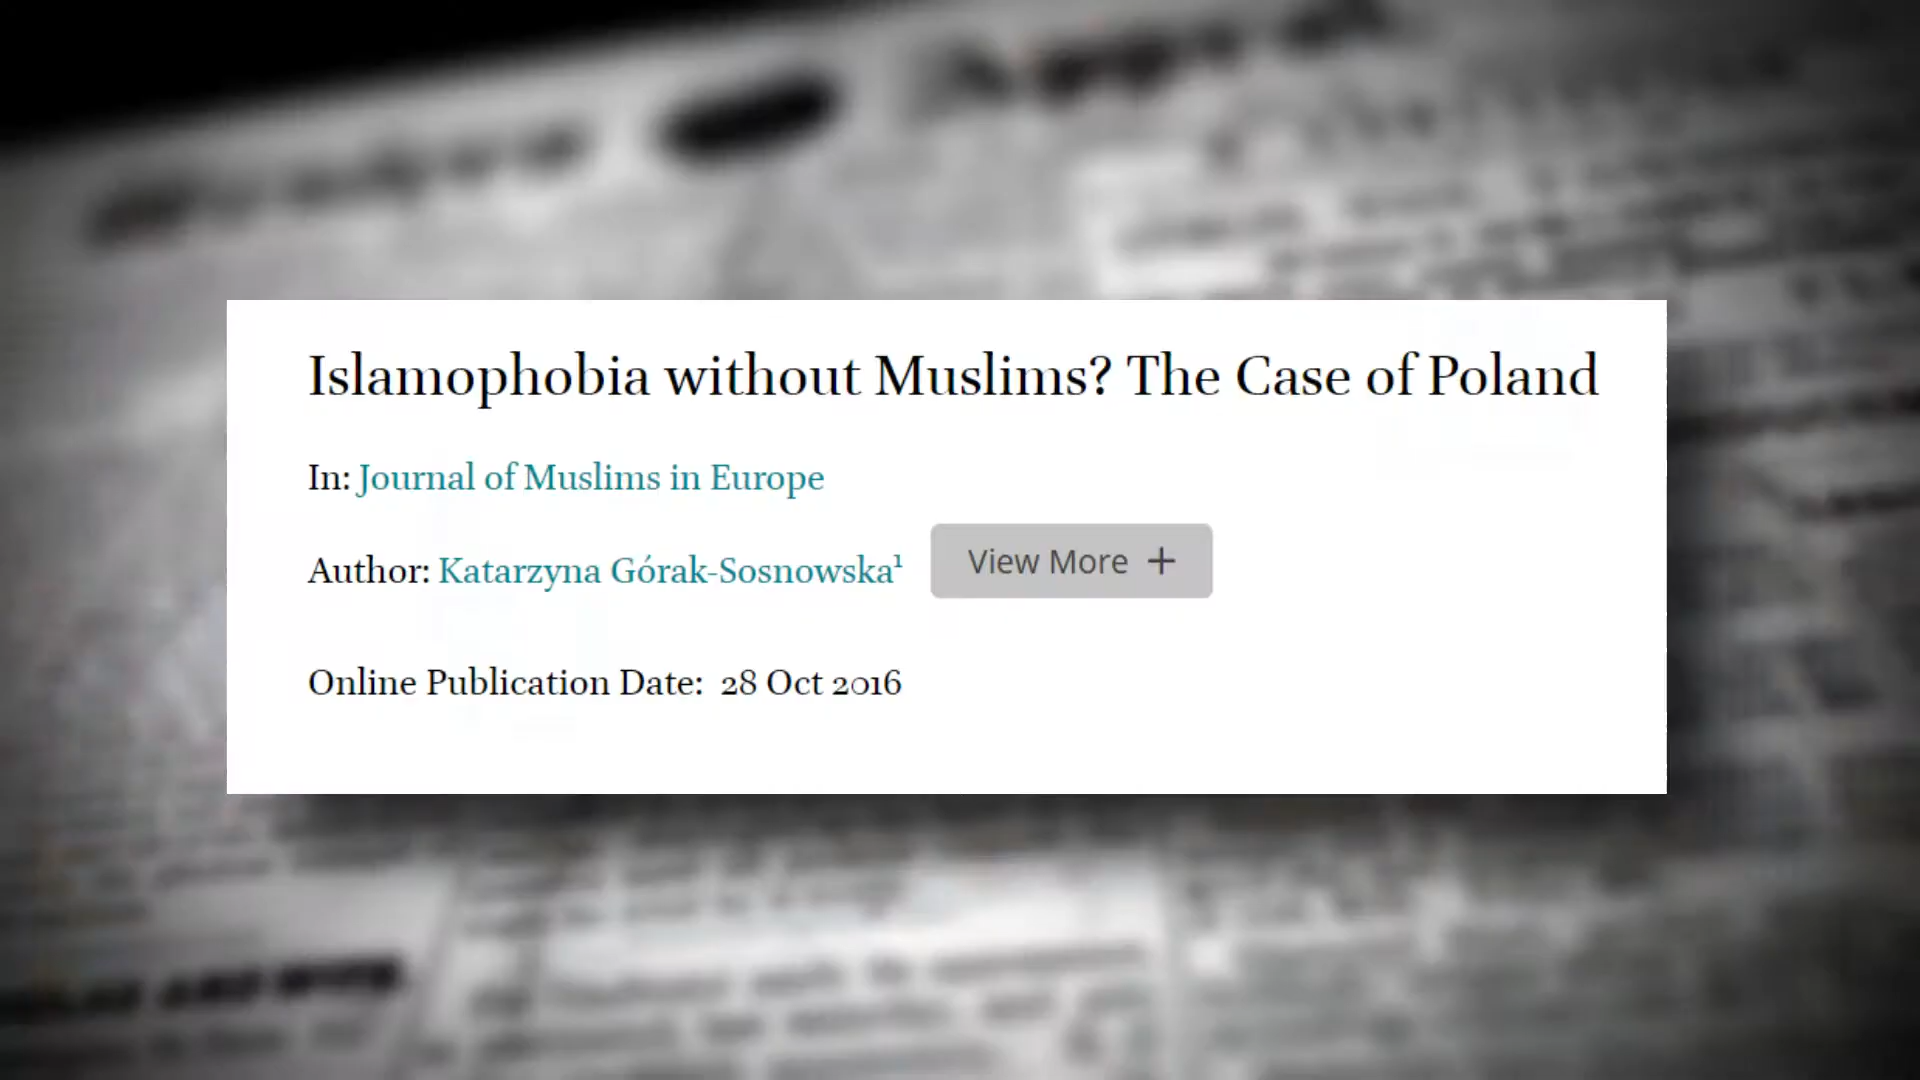 Islamophobia without Muslims? The Case of Poland
In: Journal of Muslims in Europe
Author: Katarzyna Górak-Sosnowska¹ View More +
Online Publication Date: 28 Oct 2016